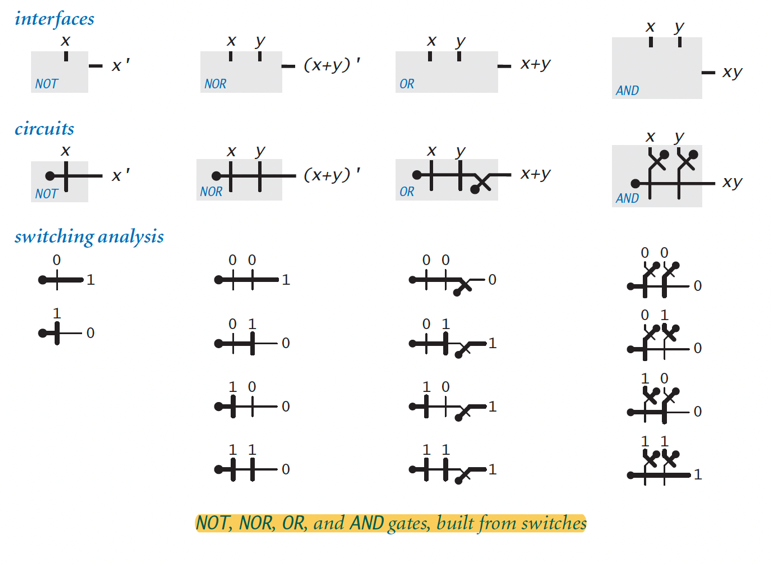 interfaces
x x y x y x y
x' (x+y)' x+y xy
NOT NOR OR AND
circuits
x x y x y x y
x' (x+y)' x+y xy
NOT NOR OR AND
switching analysis
0 0 0 0 0 0 0
1 1 0 0
1 0 1 0 1 0 1
0 0 1 0
1 0 1 0 1 0
0 1 0
1 1 1 1 1 1
0 1 1
NOT, NOR, OR, and AND gates, built from switches